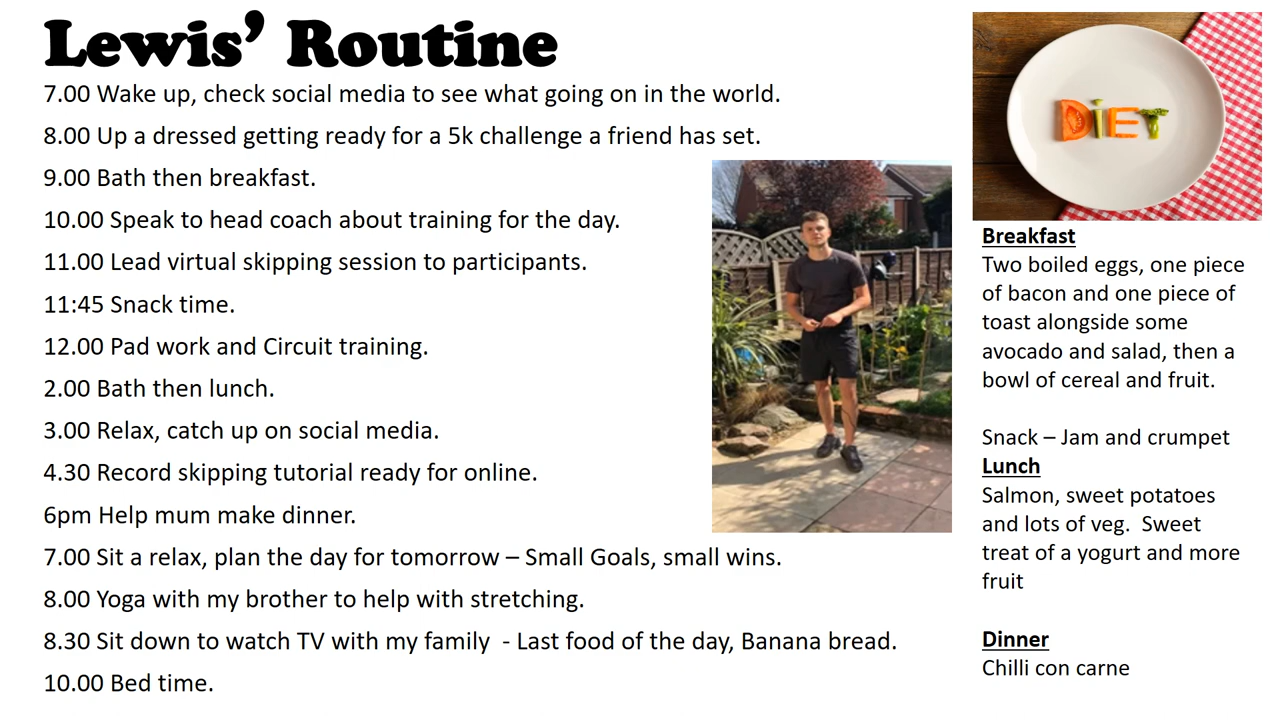 Lewis’ Routine
7.00 Wake up, check social media to see what going on in the world.
8.00 Up a dressed getting ready for a 5k challenge a friend has set.
9.00 Bath then breakfast.
10.00 Speak to head coach about training for the day.
11.00 Lead virtual skipping session to participants.
11:45 Snack time.
12.00 Pad work and Circuit training.
2.00 Bath then lunch.
3.00 Relax, catch up on social media.
4.30 Record skipping tutorial ready for online.
6pm Help mum make dinner.
7.00 Sit a relax, plan the day for tomorrow – Small Goals, small wins.
8.00 Yoga with my brother to help with stretching.
8.30 Sit down to watch TV with my family  - Last food of the day, Banana bread.
10.00 Bed time.
DiET
Breakfast
Two boiled eggs, one piece
of bacon and one piece of
toast alongside some
avocado and salad, then a
bowl of cereal and fruit.
Snack – Jam and crumpet
Lunch
Salmon, sweet potatoes
and lots of veg.  Sweet
treat of a yogurt and more
fruit
Dinner
Chilli con carne